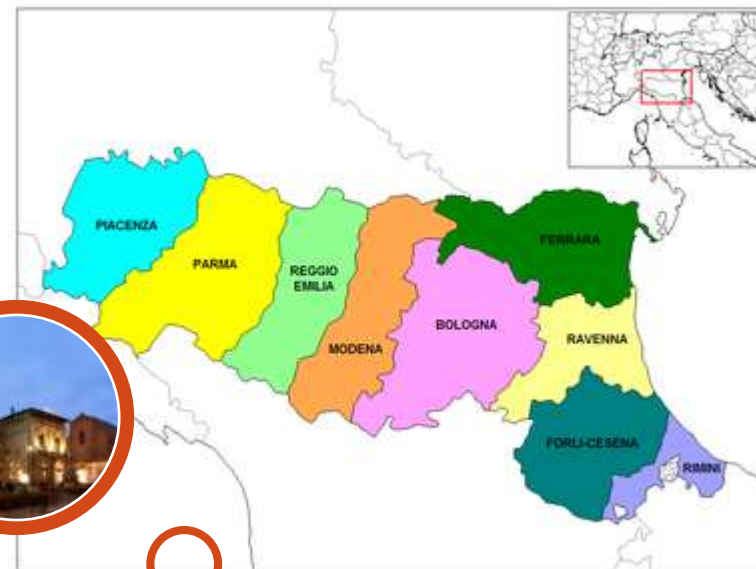 PIACENZA
PARMA
REGGIO
EMILIA
MODENA
BOLOGNA
FERRARA
RAVENNA
FORLI-CESENA
RIMINI